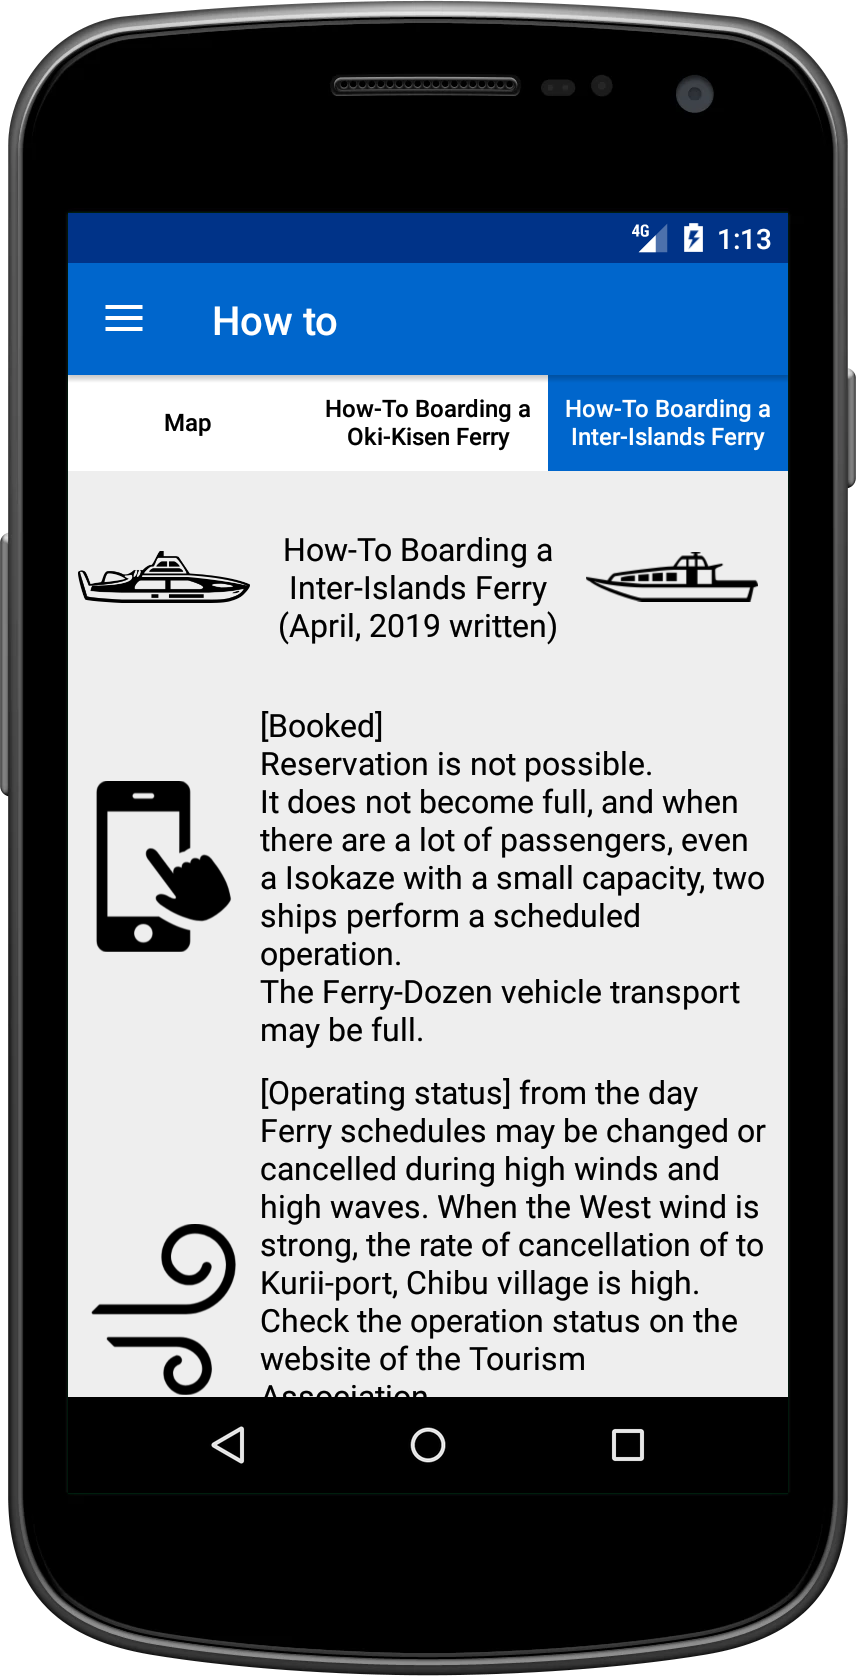 4G 1:13
How to
Map
How-To Boarding a
Oki-Kisen Ferry
How-To Boarding a
Inter-Islands Ferry
How-To Boarding a
Inter-Islands Ferry
(April, 2019 written)
[Booked]
Reservation is not possible.
It does not become full, and when
there are a lot of passengers, even
a Isokaze with a small capacity, two
ships perform a scheduled
operation.
The Ferry-Dozen vehicle transport
may be full.
[Operating status] from the day
Ferry schedules may be changed or
cancelled during high winds and
high waves. When the West wind is
strong, the rate of cancellation of to
Kurii-port, Chibu village is high.
Check the operation status on the
website of the Tourism
Association